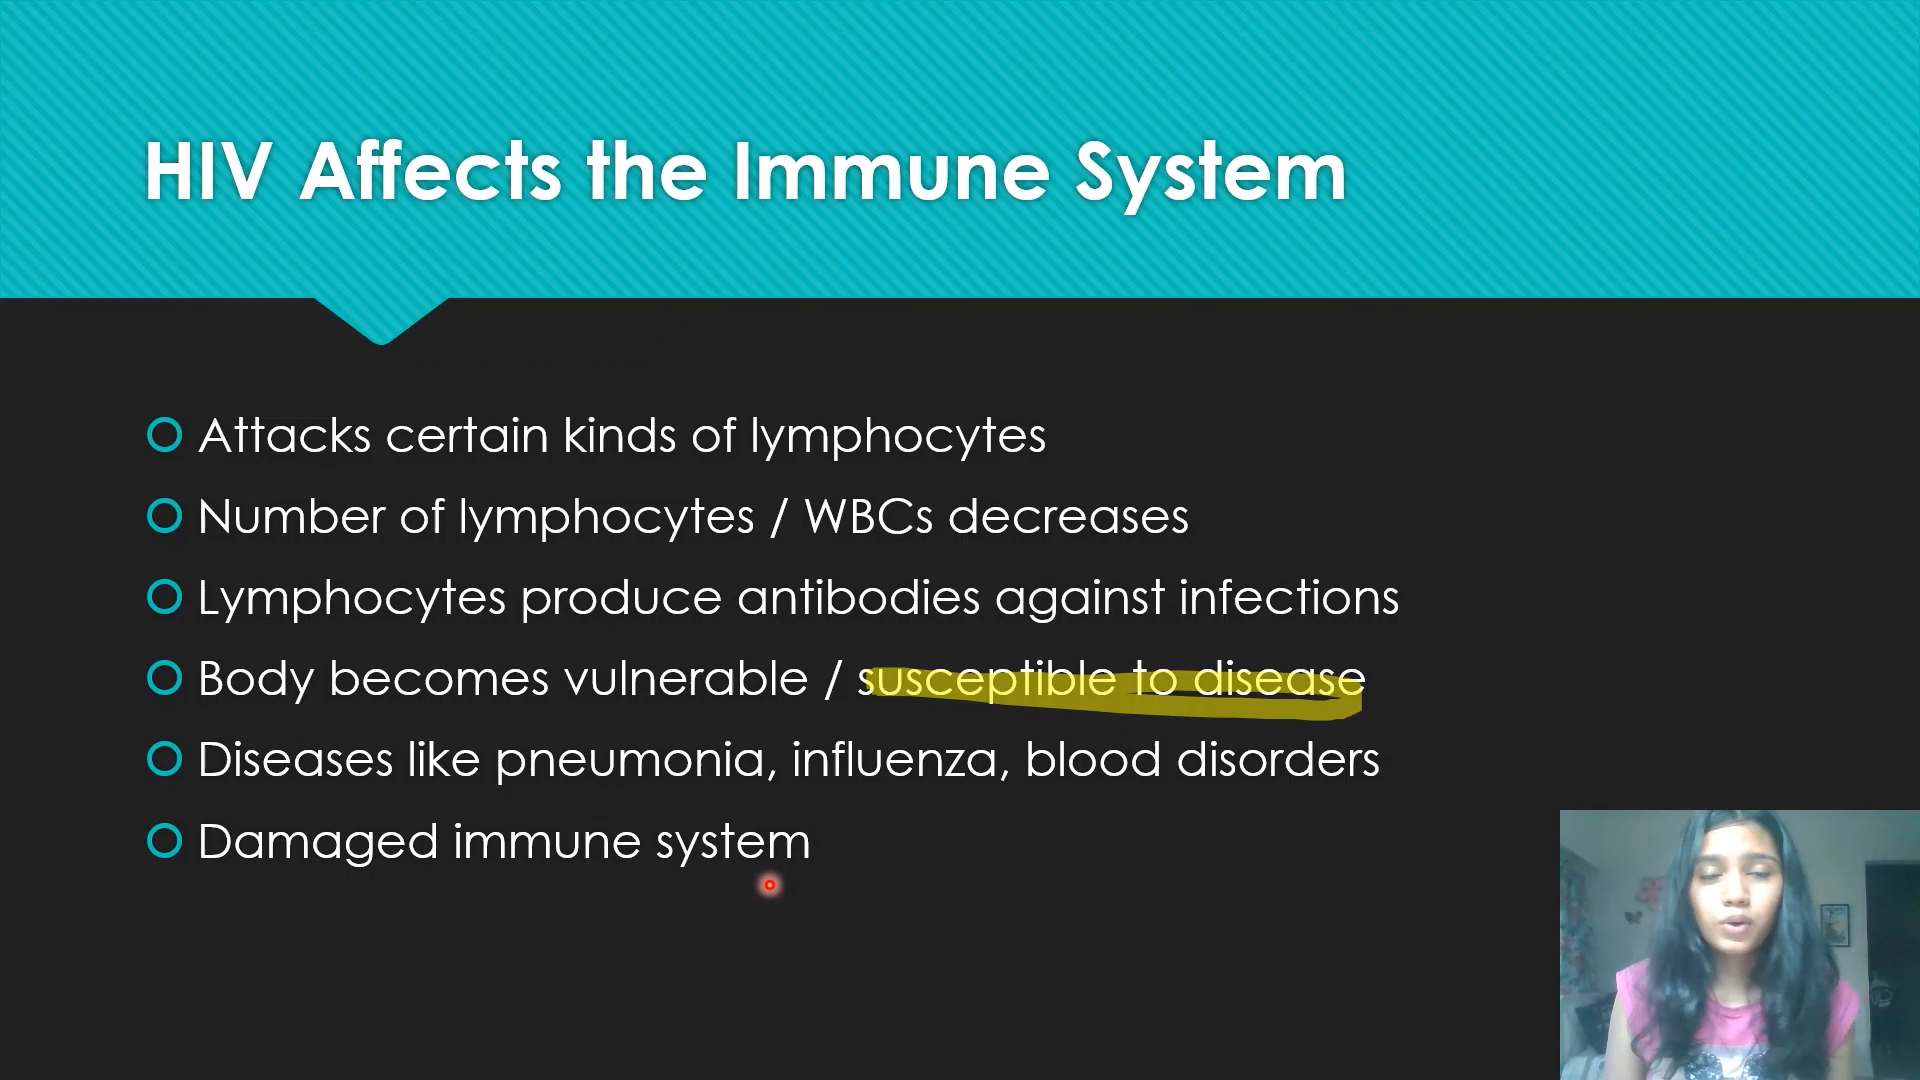 HIV Affects the Immune System
Attacks certain kinds of lymphocytes
Number of lymphocytes / WBCs decreases
Lymphocytes produce antibodies against infections
Body becomes vulnerable / susceptible to disease
Diseases like pneumonia, influenza, blood disorders
Damaged immune system